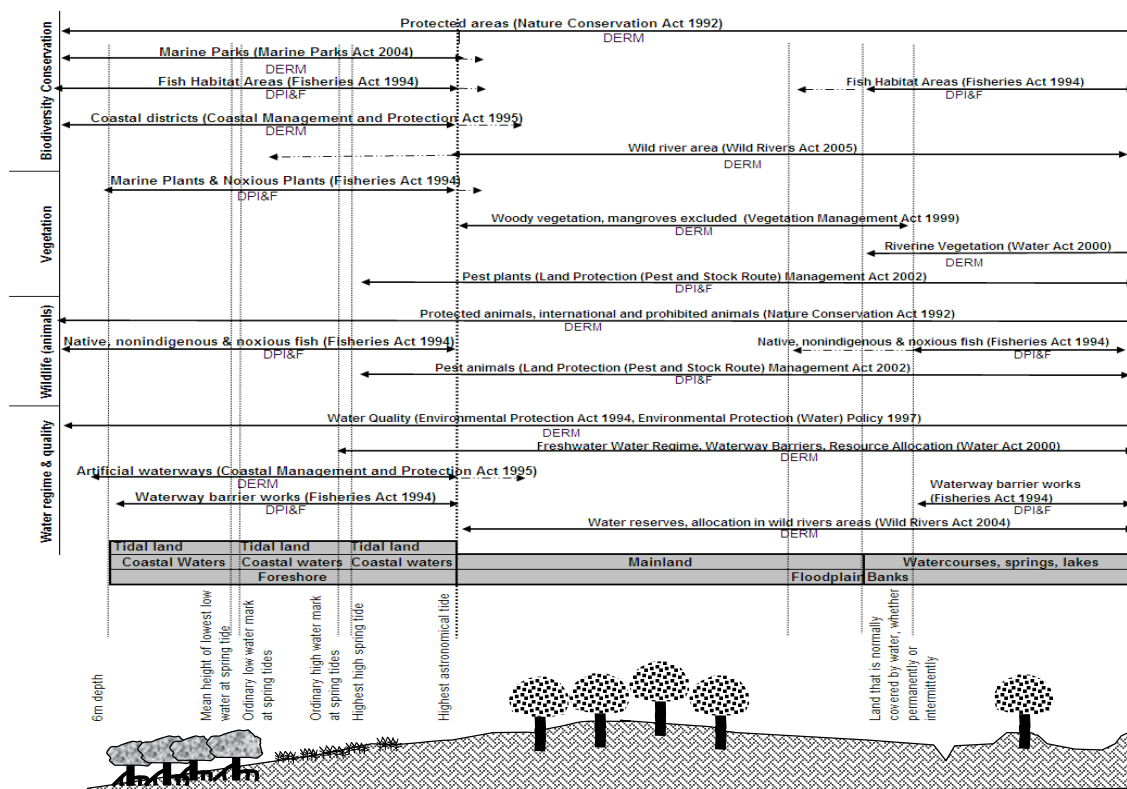 Biodiversity Conservation
Protected areas (Nature Conservation Act 1992)
DERM
Marine Parks (Marine Parks Act 2004)
DERM
Fish Habitat Areas (Fisheries Act 1994)
DPI&F
Fish Habitat Areas (Fisheries Act 1994)
DPI&F
Coastal districts (Coastal Management and Protection Act 1995)
DERM
Wild river area (Wild Rivers Act 2005)
DERM
Vegetation
Marine Plants & Noxious Plants (Fisheries Act 1994)
DPI&F
Woody vegetation, mangroves excluded (Vegetation Management Act 1999)
DERM
Riverine Vegetation (Water Act 2000)
DERM
Pest plants (Land Protection (Pest and Stock Route) Management Act 2002)
DPI&F
Wildlife (animals)
Protected animals, international and prohibited animals (Nature Conservation Act 1992)
DERM
Native, nonindigenous & noxious fish (Fisheries Act 1994)
DPI&F
Native, nonindigenous & noxious fish (Fisheries Act 1994)
DPI&F
Pest animals (Land Protection (Pest and Stock Route) Management Act 2002)
DPI&F
Water regime & quality
Water Quality (Environmental Protection Act 1994, Environmental Protection (Water) Policy 1997)
DERM
Freshwater Water Regime, Waterway Barriers, Resource Allocation (Water Act 2000)
DERM
Artificial waterways (Coastal Management and Protection Act 1995)
DERM
Waterway barrier works (Fisheries Act 1994)
DPI&F
Waterway barrier works
(Fisheries Act 1994)
DPI&F
Water reserves, allocation in wild rivers areas (Wild Rivers Act 2004)
DERM
Tidal land
Tidal land
Tidal land
Coastal Waters
Coastal waters
Coastal waters
Mainland
Watercourses, springs, lakes
Foreshore
Floodplain
Banks
6m depth
Mean height of lowest low
water at spring tide
Ordinary low water mark
at spring tides
Ordinary high water mark
at spring tides
Highest high spring tide
Highest astronomical tide
Land that is normally
covered by water, whether
permanently or
intermittently